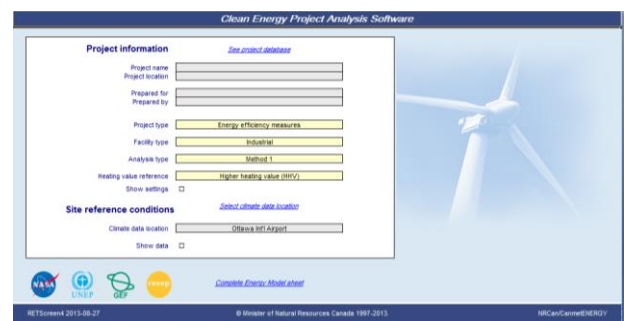 Clean Energy Project Analysis Software
Project information See project database
Project name
Project location
Prepared for
Prepared by
Project type Energy efficiency measures
Facility type Industrial
Analysis type Method 1
Heating value reference Higher heating value (HHV)
Show settings
Site reference conditions Select climate data location
Climate data location Ottawa Int'l Airport
Show data
NASA UNEP GEF reeep Complete Energy Model sheet
RETScreen4 2013-08-27 © Minister of Natural Resources Canada 1997-2013. NRCan/CanmetENERGY